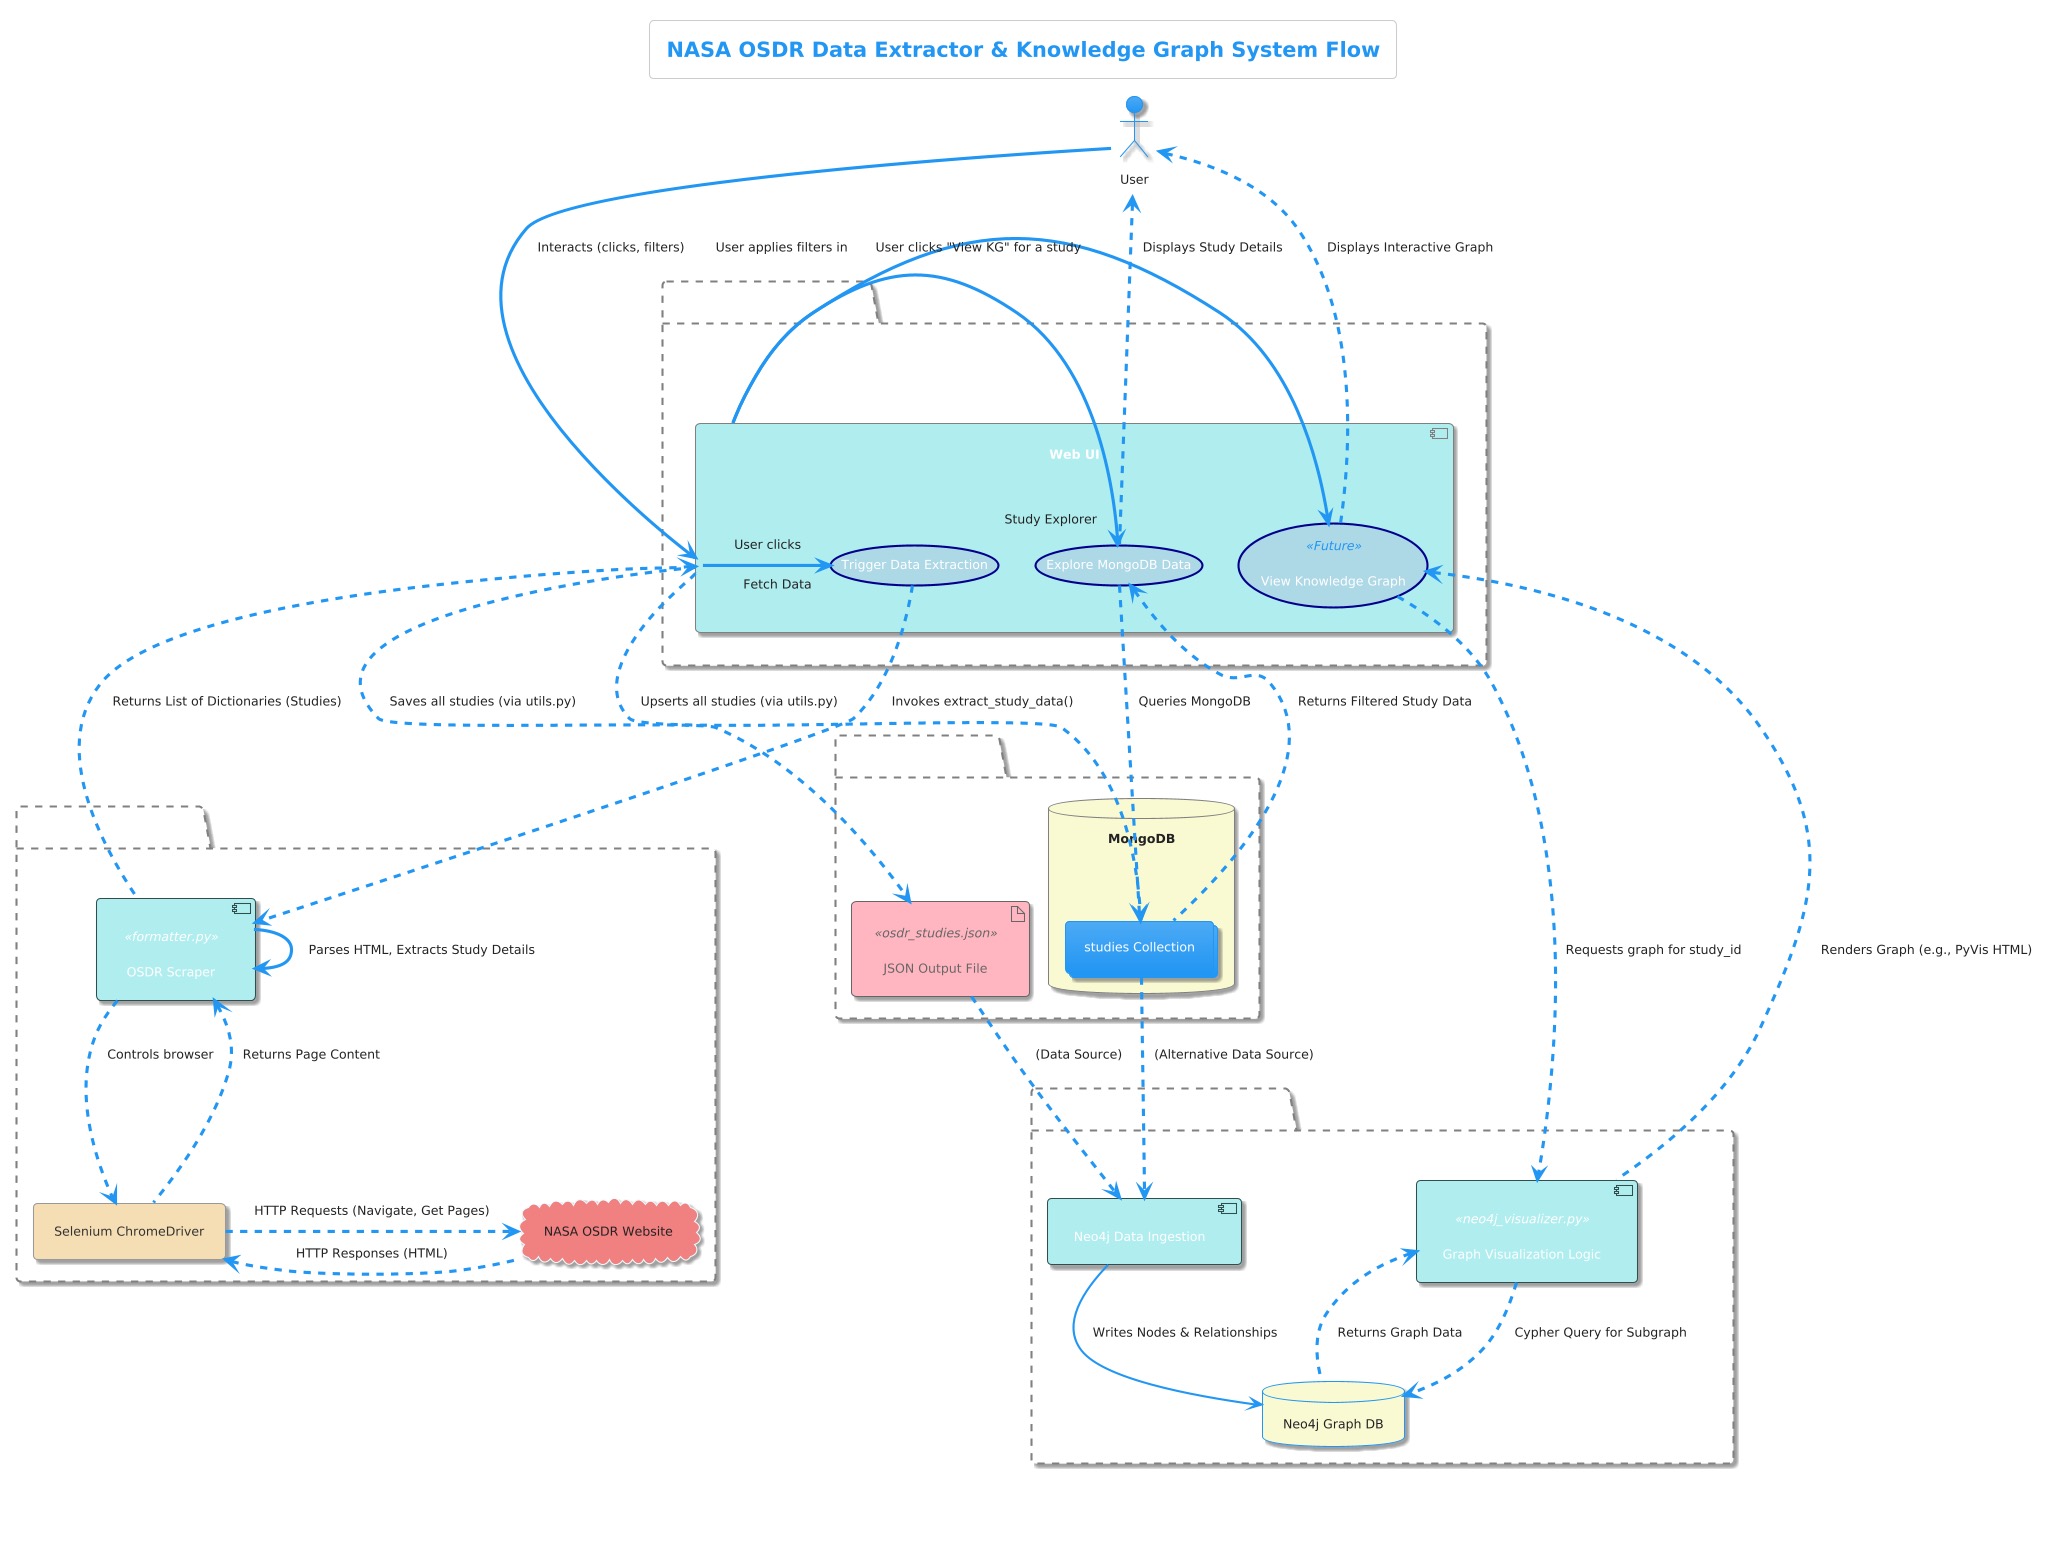 NASA OSDR Data Extractor & Knowledge Graph System Flow
User
Interacts (clicks, filters)
User applies filters in
User clicks "View KG" for a study
Displays Study Details
Displays Interactive Graph
Web UI
Study Explorer
User clicks
Fetch Data
Trigger Data Extraction
Explore MongoDB Data
«Future»
View Knowledge Graph
Returns List of Dictionaries (Studies)
Saves all studies (via utils.py)
Upserts all studies (via utils.py)
Invokes extract_study_data()
Queries MongoDB
Returns Filtered Study Data
MongoDB
«formatter.py»
OSDR Scraper
Parses HTML, Extracts Study Details
«osdr_studies.json»
JSON Output File
studies Collection
Requests graph for study_id
Renders Graph (e.g., PyVis HTML)
Controls browser
Returns Page Content
(Data Source)
(Alternative Data Source)
Selenium ChromeDriver
HTTP Requests (Navigate, Get Pages)
HTTP Responses (HTML)
NASA OSDR Website
Neo4j Data Ingestion
«neo4j_visualizer.py»
Graph Visualization Logic
Writes Nodes & Relationships
Returns Graph Data
Cypher Query for Subgraph
Neo4j Graph DB